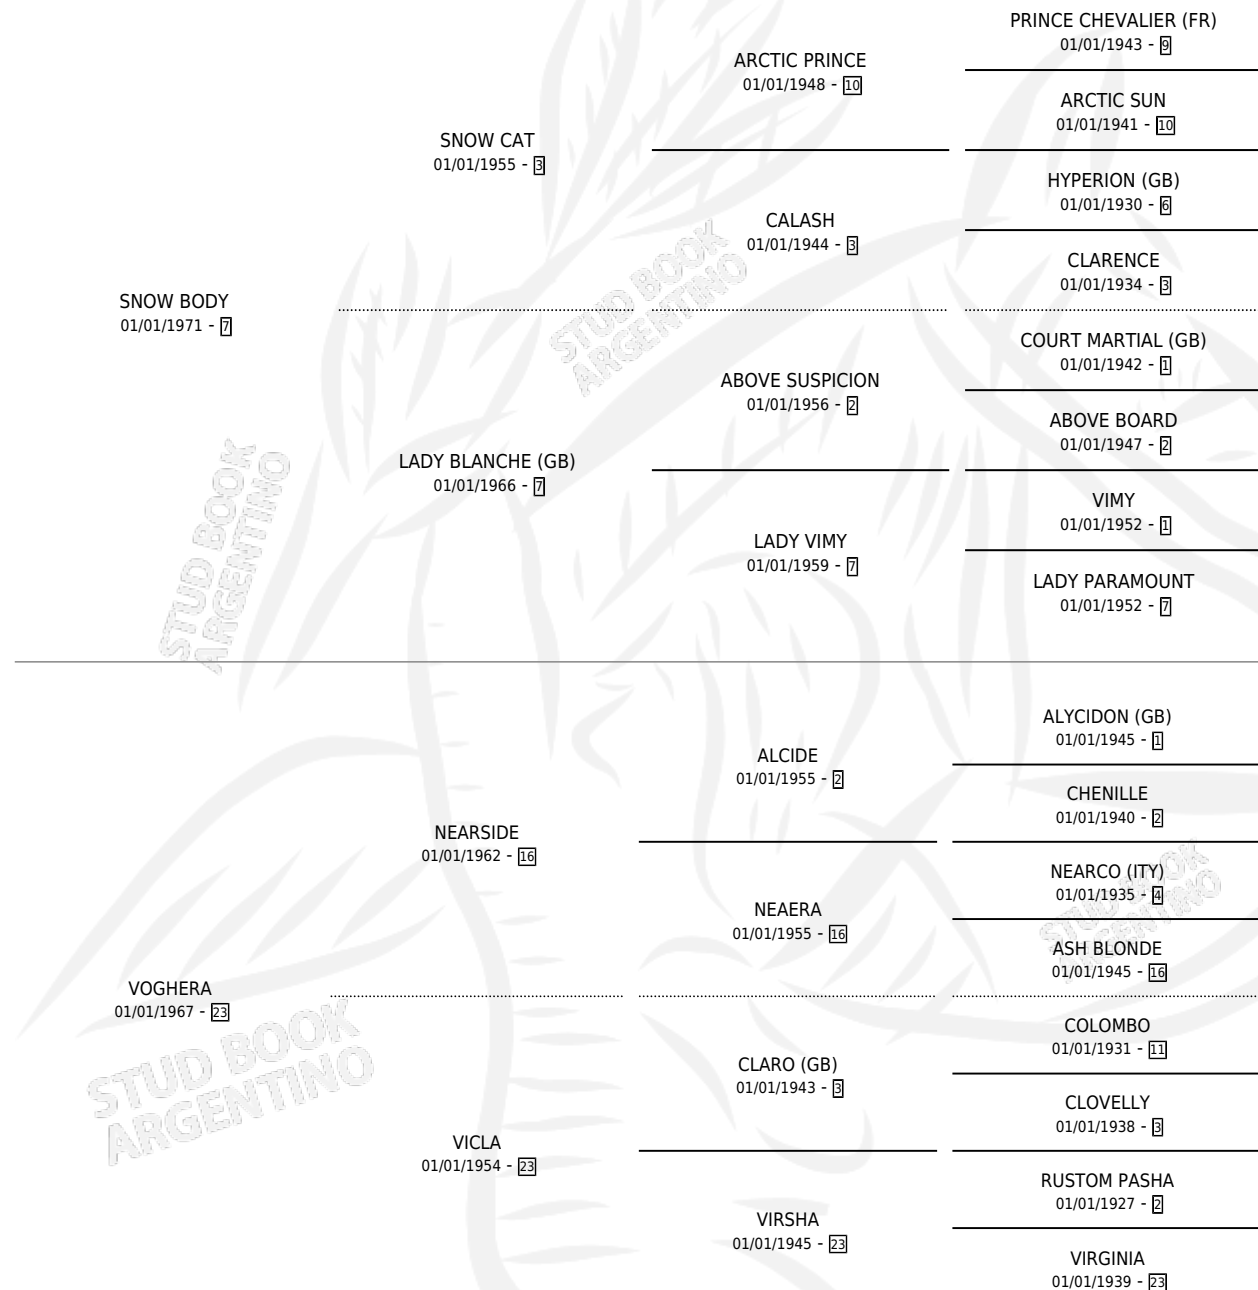 PRINCE CHEVALIER (FR)
01/01/1943 - 9
ARCTIC PRINCE
01/01/1948 - 10
ARCTIC SUN
01/01/1941 - 10
SNOW CAT
01/01/1955 - 3
HYPERION (GB)
01/01/1930 - 6
CALASH
01/01/1944 - 3
CLARENCE
01/01/1934 - 3
SNOW BODY
01/01/1971 - 7
COURT MARTIAL (GB)
01/01/1942 - 1
ABOVE SUSPICION
01/01/1956 - 2
ABOVE BOARD
01/01/1947 - 2
LADY BLANCHE (GB)
01/01/1966 - 7
VIMY
01/01/1952 - 1
LADY VIMY
01/01/1959 - 7
LADY PARAMOUNT
01/01/1952 - 7
ALYCIDON (GB)
01/01/1945 - 1
ALCIDE
01/01/1955 - 2
CHENILLE
01/01/1940 - 2
NEARSIDE
01/01/1962 - 16
NEARCO (ITY)
01/01/1935 - 4
NEAERA
01/01/1955 - 16
ASH BLONDE
01/01/1945 - 16
VOGHERA
01/01/1967 - 23
COLOMBO
01/01/1931 - 11
CLARO (GB)
01/01/1943 - 3
CLOVELLY
01/01/1938 - 3
VICLA
01/01/1954 - 23
RUSTOM PASHA
01/01/1927 - 2
VIRSHA
01/01/1945 - 23
VIRGINIA
01/01/1939 - 23
STUD BOOK
ARGENTINO
STUD BOOK
ARGENTINO
STUD BOOK
ARGENTINO
STUD BOOK
ARGENTINO